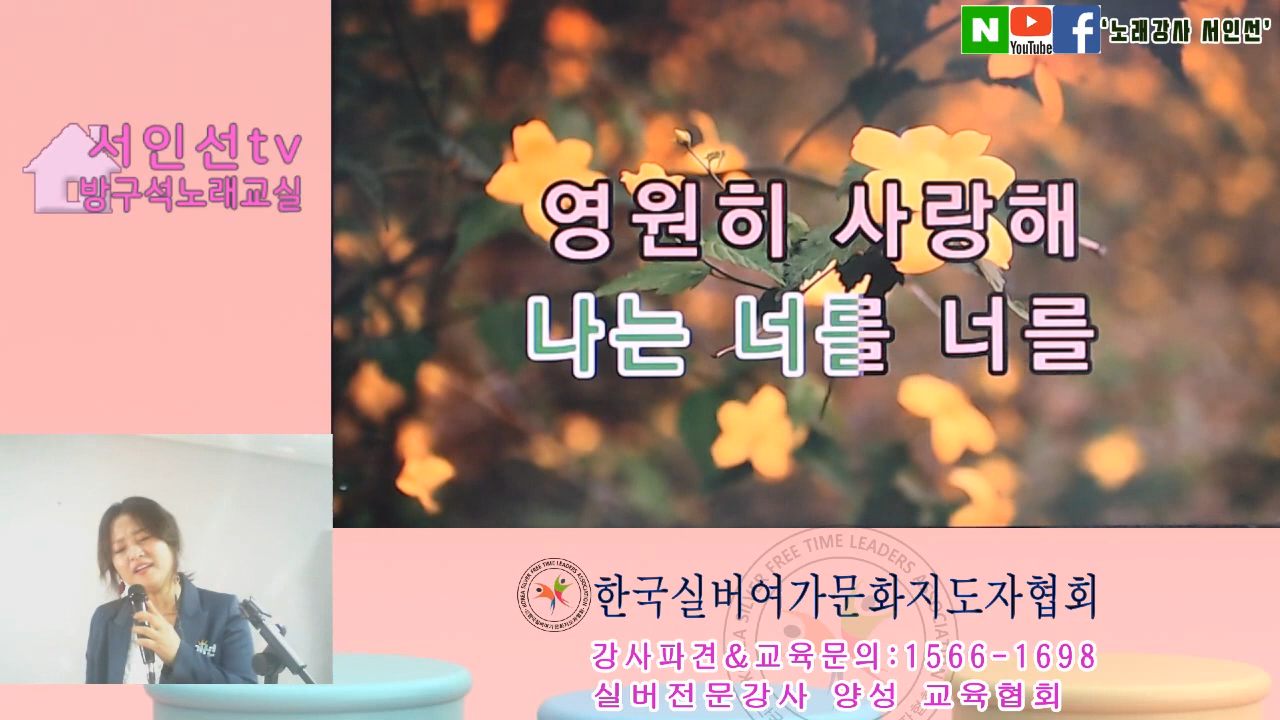 N YouTube f '노래강사 서인선'
서인선tv
방구석노래교실
영원히 사랑해
나는 너를 너를
한국실버여가문화지도자협회
강사파견&교육문의:1566-1698
실버전문강사 양성 교육협회